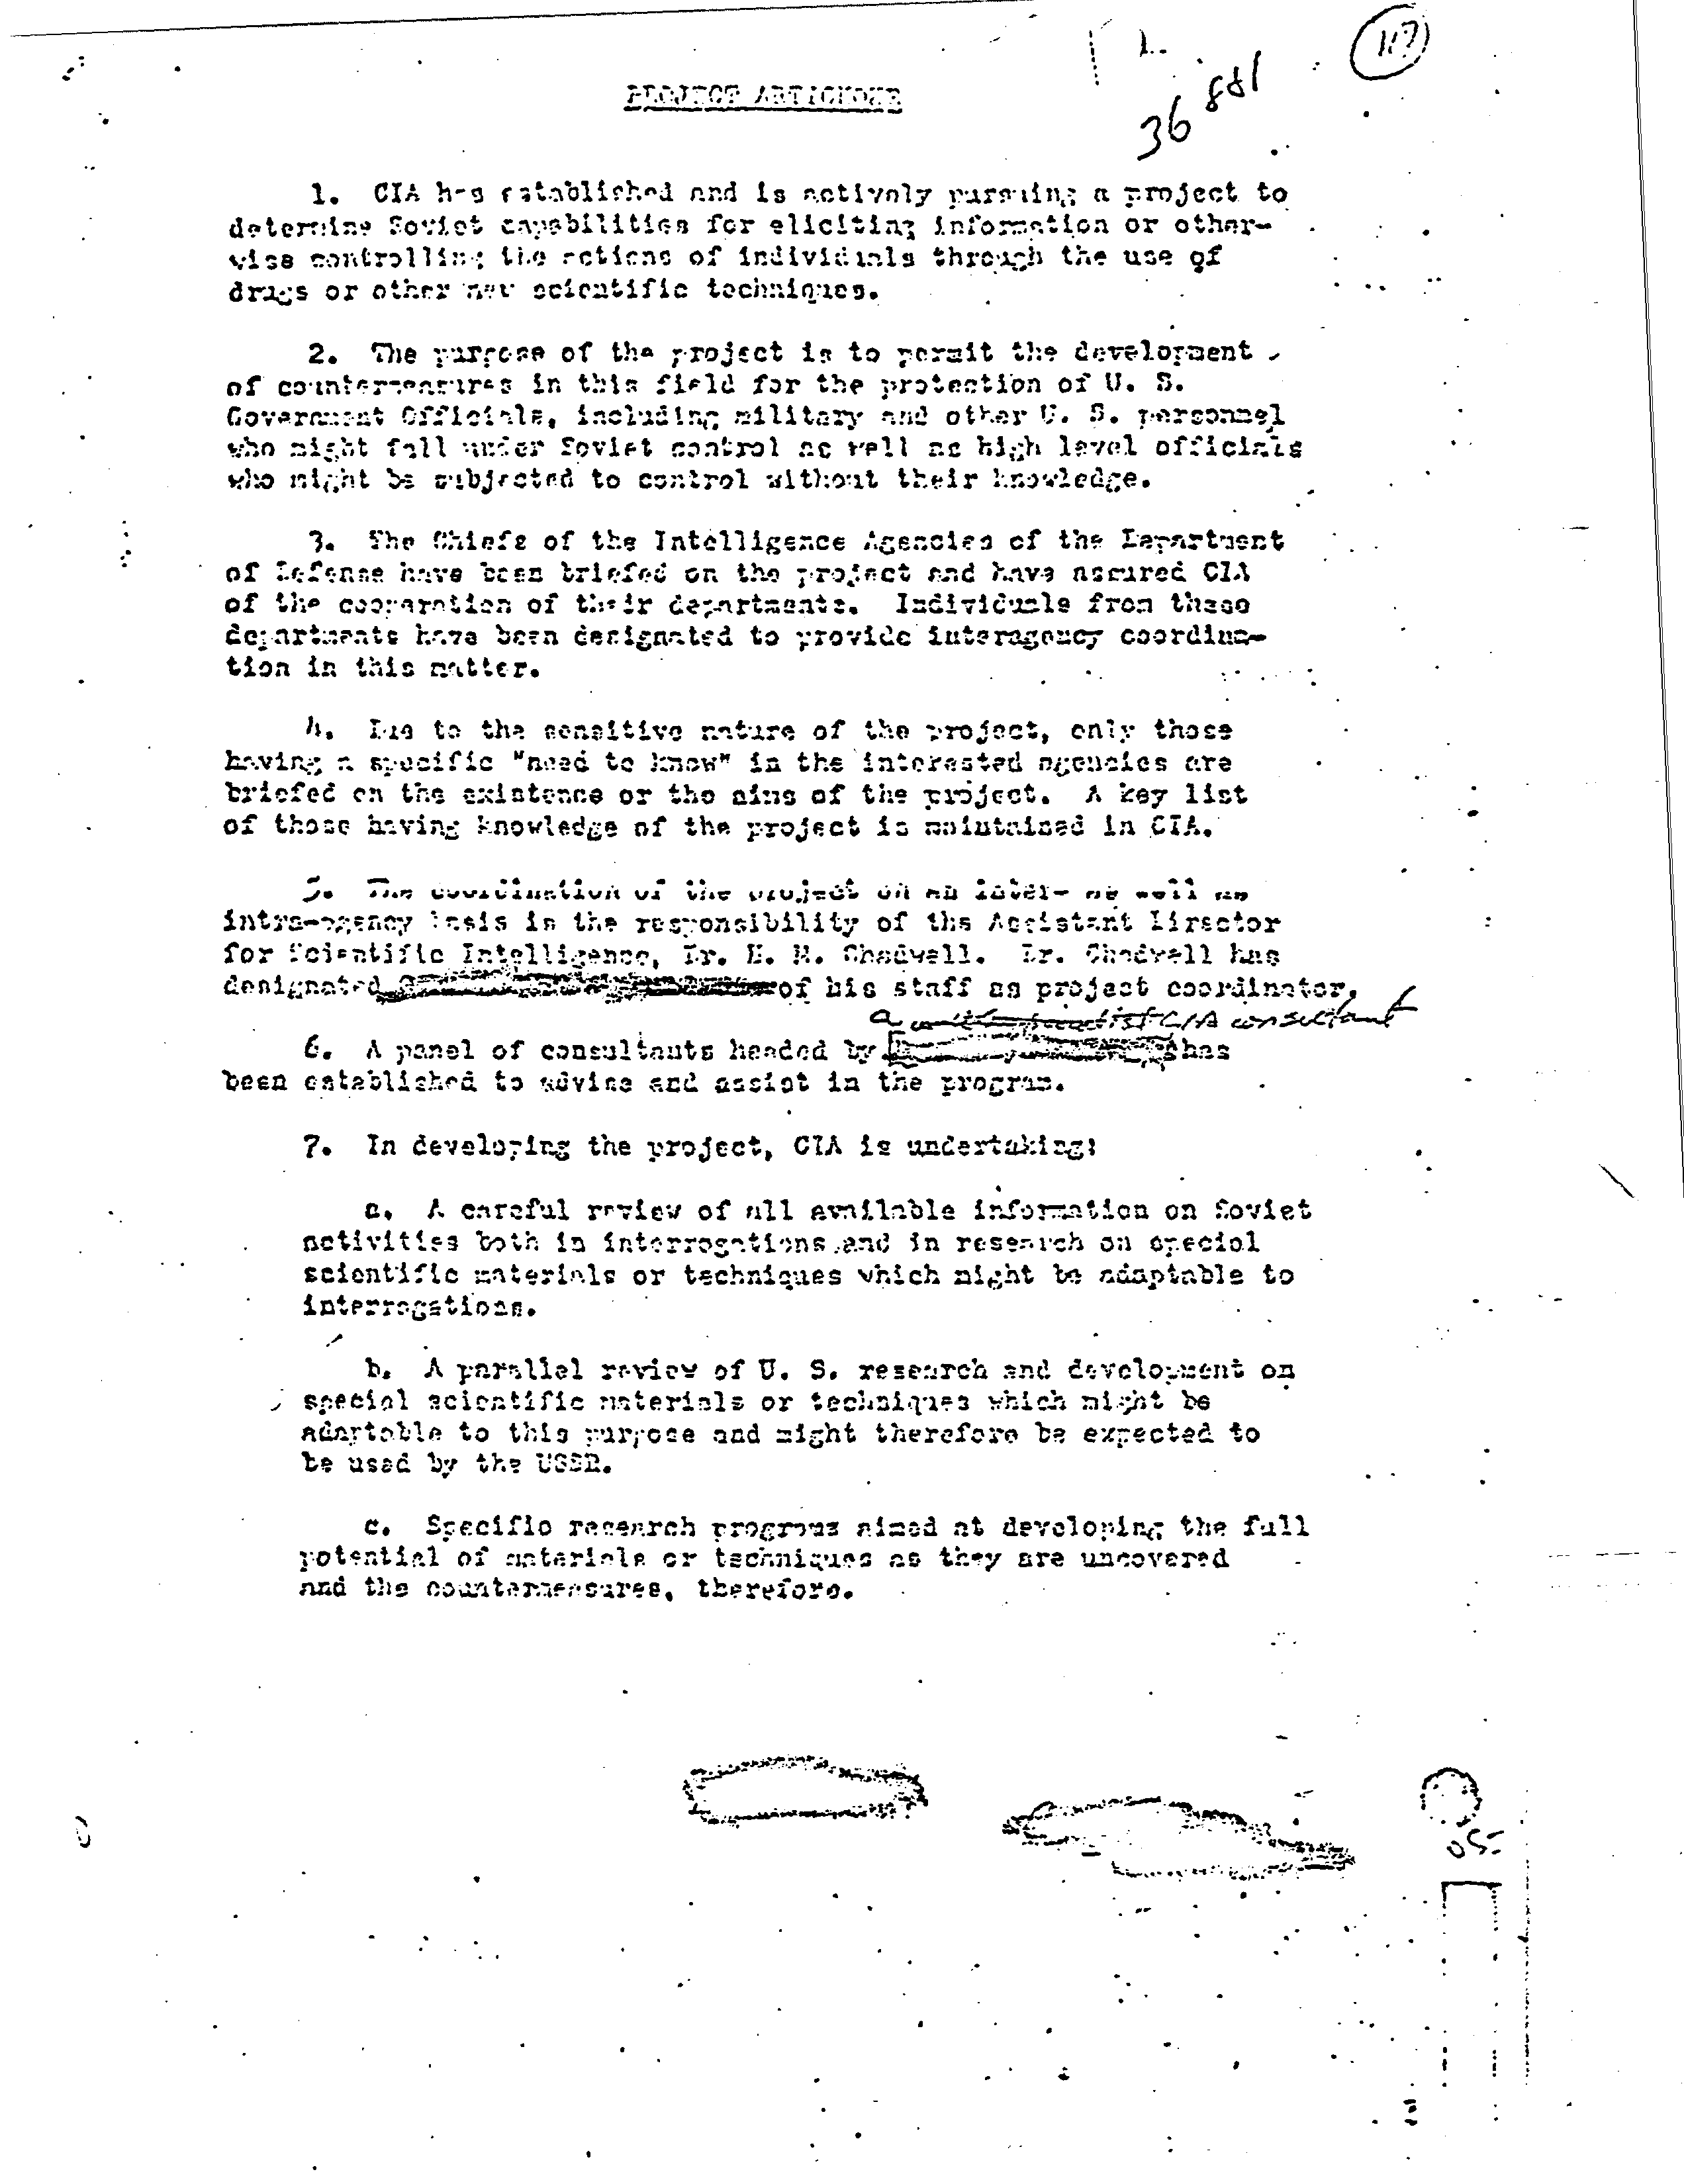 117
36 881
PROJECT ARTICHOKE
1. CIA has established and is actively pursuing a project to
determine Soviet capabilities for eliciting information or other-
wise controlling the actions of individuals through the use of
drugs or other new scientific techniques.
2. The purpose of the project is to permit the development
of countermeasures in this field for the protection of U. S.
Government Officials, including military and other U. S. personnel
who might fall under Soviet control as well as high level officials
who might be subjected to control without their knowledge.
3. The Chiefs of the Intelligence Agencies of the Department
of Defense have been briefed on the project and have assured CIA
of the cooperation of their departments. Individuals from these
departments have been designated to provide interagency coordina-
tion in this matter.
4. Due to the sensitive nature of the project, only those
having a specific "need to know" in the interested agencies are
briefed on the existence or the aims of the project. A key list
of those having knowledge of the project is maintained in CIA.
5. The coordination of the project on an inter- as well as
intra-agency basis is the responsibility of the Assistant Director
for Scientific Intelligence, Dr. H. M. Chadwell. Dr. Chadwell has
designated of his staff as project coordinator.
a CIA consultant
6. A panel of consultants headed by has
been established to advise and assist in the program.
7. In developing the project, CIA is undertaking:
a. A careful review of all available information on Soviet
activities both in interrogations and in research on special
scientific materials or techniques which might be adaptable to
interrogations.
b. A parallel review of U. S. research and development on
special scientific materials or techniques which might be
adaptable to this purpose and might therefore be expected to
be used by the USSR.
c. Specific research programs aimed at developing the full
potential of materials or techniques as they are uncovered
and the countermeasures, therefore.